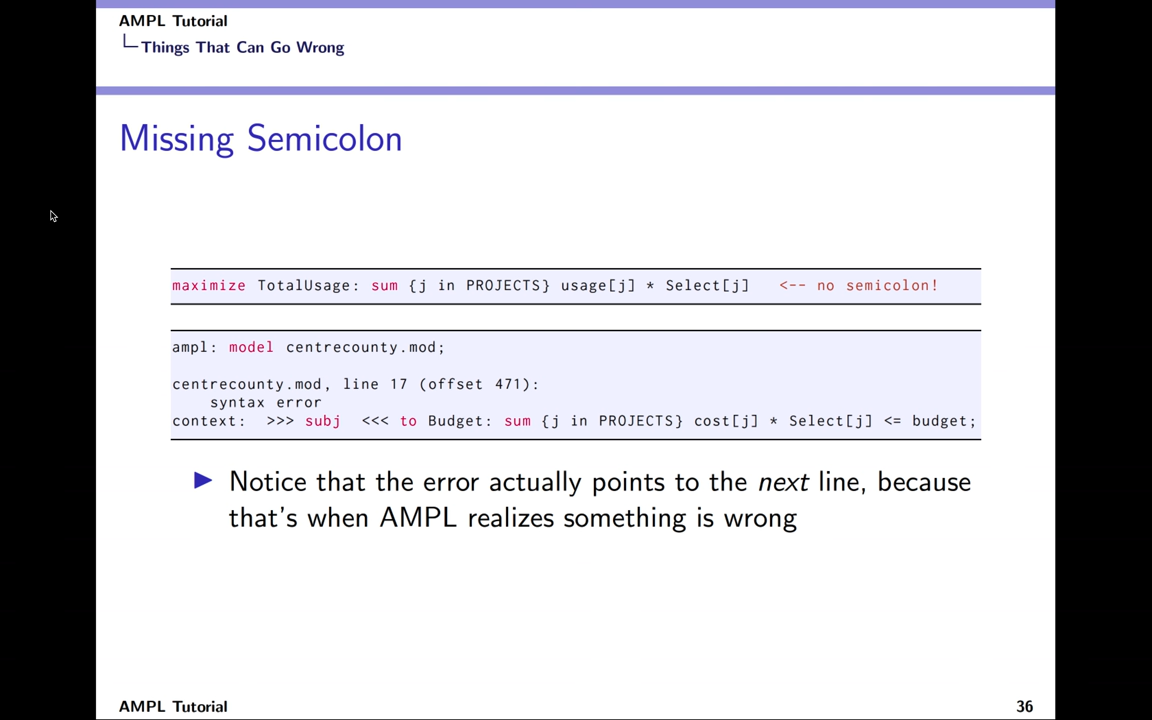 AMPL Tutorial
Things That Can Go Wrong
Missing Semicolon
maximize TotalUsage: sum {j in PROJECTS} usage[j] * Select[j]   <-- no semicolon!
ampl: model centrecounty.mod;
centrecounty.mod, line 17 (offset 471):
    syntax error
context:  >>> subj  <<< to Budget: sum {j in PROJECTS} cost[j] * Select[j] <= budget;
▶ Notice that the error actually points to the next line, because
that's when AMPL realizes something is wrong
AMPL Tutorial 36